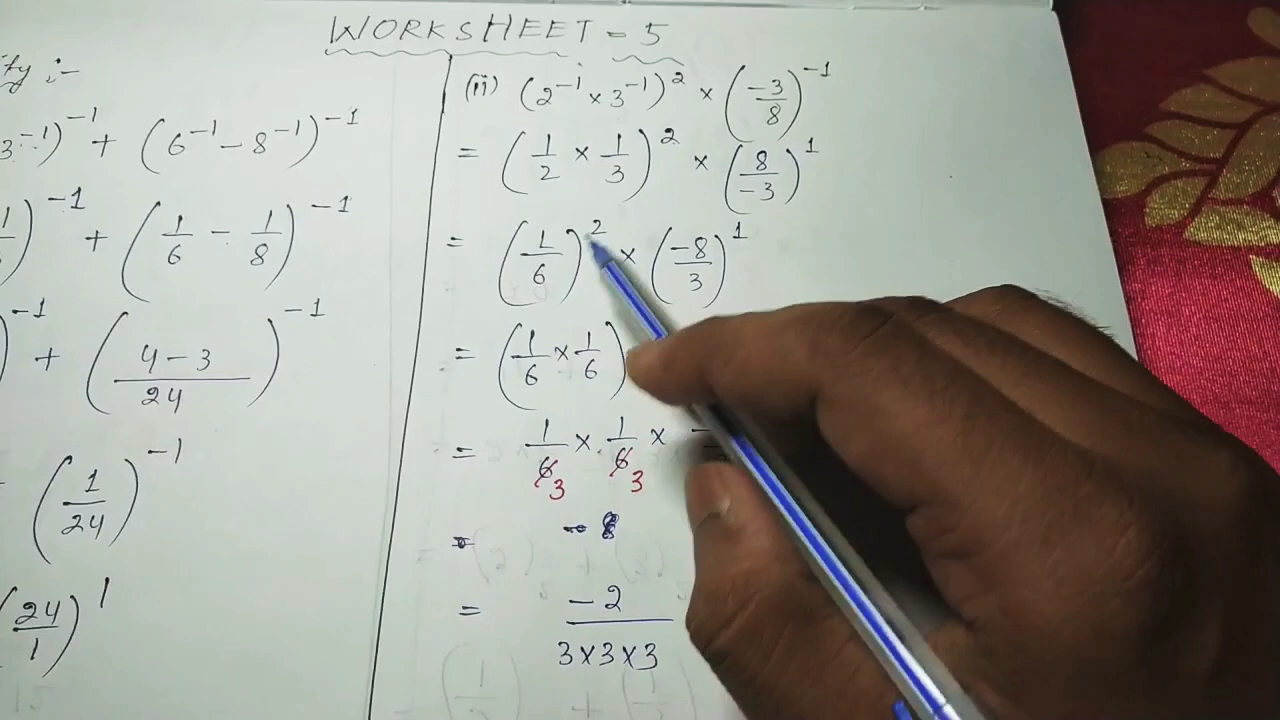 WORKSHEET - 5
ify :-
3⁻¹)⁻¹ + (6⁻¹ - 8⁻¹)⁻¹
)⁻¹ + (1/6 - 1/8)⁻¹
)⁻¹ + ((4 - 3)/24)⁻¹
(1/24)⁻¹
(24/1)¹
(ii) (2⁻¹ × 3⁻¹)² × (-3/8)⁻¹
= (1/2 × 1/3)² × (8/-3)¹
= (1/6)² × (-8/3)¹
= (1/6 × 1/6)
= 1/6 3 × 1/6 3 ×
= - 8
= -2/(3×3×3)